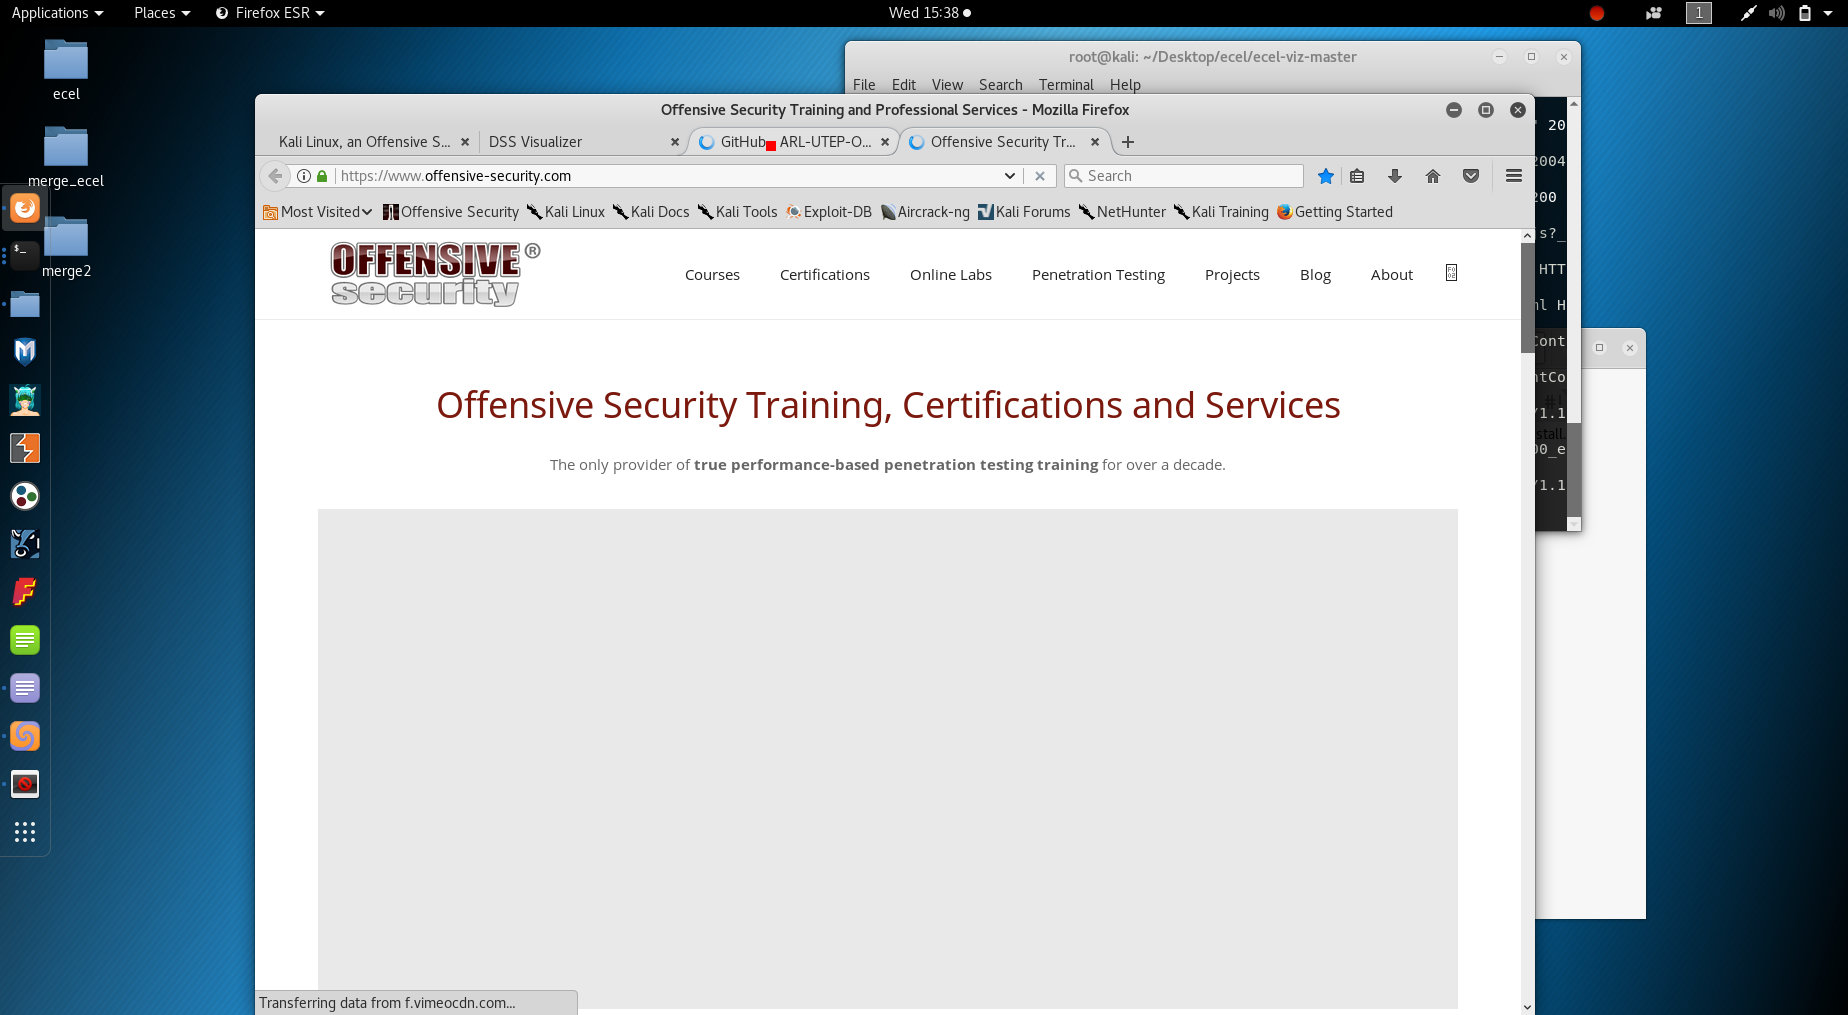 Applications Places Firefox ESR Wed 15:38 1
ecel
merge_ecel
merge2
root@kali: ~/Desktop/ecel/ecel-viz-master
File Edit View Search Terminal Help
Offensive Security Training and Professional Services - Mozilla Firefox
Kali Linux, an Offensive S... DSS Visualizer GitHub ARL-UTEP-O... Offensive Security Tr...
https://www.offensive-security.com Search
Most Visited Offensive Security Kali Linux Kali Docs Kali Tools Exploit-DB Aircrack-ng Kali Forums NetHunter Kali Training Getting Started
OFFENSIVE ®
security
Courses Certifications Online Labs Penetration Testing Projects Blog About
Offensive Security Training, Certifications and Services
The only provider of true performance-based penetration testing training for over a decade.
Transferring data from f.vimeocdn.com...
" 20
2004
200
s?_
HTT
ml H
Cont
ntCo
/1.1
stall.
00_e
/1.1